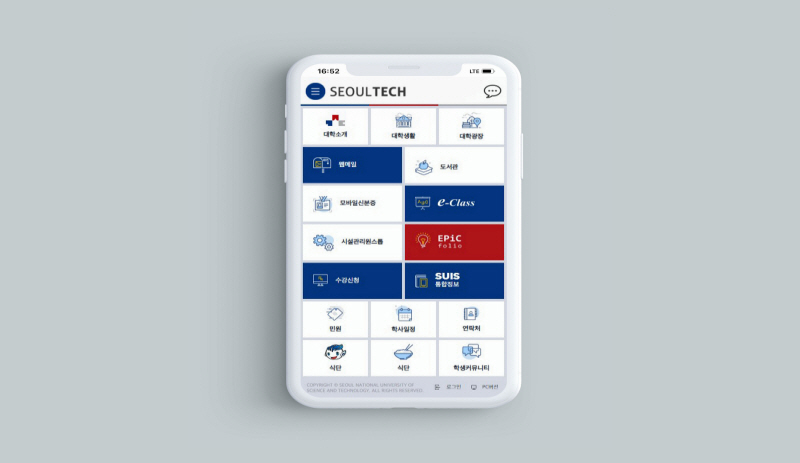 16:52
LTE
SEOULTECH
대학소개
대학생활
대학광장
웹메일
도서관
모바일신분증
e-Class
시설관리원스톱
EPiC
folio
수강신청
SUIS
통합정보
민원
학사일정
연락처
식단
식단
학생커뮤니티
COPYRIGHT © SEOUL NATIONAL UNIVERSITY OF
SCIENCE AND TECHNOLOGY. ALL RIGHTS RESERVED.
로그인
PC버전